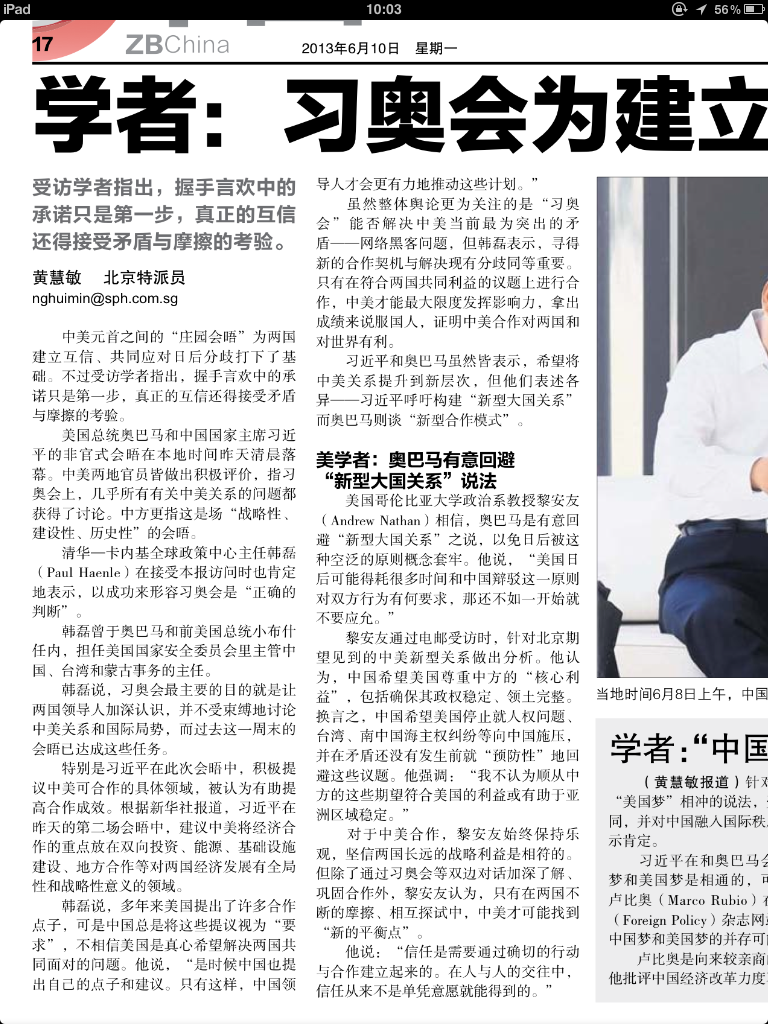 iPad
10:03
56%
17
ZBChina
2013年6月10日 星期一
学者：习奥会为建立
受访学者指出，握手言欢中的
承诺只是第一步，真正的互信
还得接受矛盾与摩擦的考验。
黄慧敏 北京特派员
nghuimin@sph.com.sg
中美元首之间的“庄园会晤”为两国
建立互信、共同应对日后分歧打下了基
础。不过受访学者指出，握手言欢中的承
诺只是第一步，真正的互信还得接受矛盾
与摩擦的考验。
美国总统奥巴马和中国国家主席习近
平的非官式会晤在本地时间昨天清晨落
幕。中美两地官员皆做出积极评价，指习
奥会上，几乎所有有关中美关系的问题都
获得了讨论。中方更指这是场“战略性、
建设性、历史性”的会晤。
清华—卡内基全球政策中心主任韩磊
（Paul Haenle）在接受本报访问时也肯定
地表示，以成功来形容习奥会是“正确的
判断”。
韩磊曾于奥巴马和前美国总统小布什
任内，担任美国国家安全委员会里主管中
国、台湾和蒙古事务的主任。
韩磊说，习奥会最主要的目的就是让
两国领导人加深认识，并不受束缚地讨论
中美关系和国际局势，而过去这一周末的
会晤已达成这些任务。
特别是习近平在此次会晤中，积极提
议中美可合作的具体领域，被认为有助提
高合作成效。根据新华社报道，习近平在
昨天的第二场会晤中，建议中美将经济合
作的重点放在双向投资、能源、基础设施
建设、地方合作等对两国经济发展有全局
性和战略性意义的领域。
韩磊说，多年来美国提出了许多合作
点子，可是中国总是将这些提议视为“要
求”，不相信美国是真心希望解决两国共
同面对的问题。他说，“是时候中国也提
出自己的点子和建议。只有这样，中国领
导人才会更有力地推动这些计划。”
虽然整体舆论更为关注的是“习奥
会”能否解决中美当前最为突出的矛
盾——网络黑客问题，但韩磊表示，寻得
新的合作契机与解决现有分歧同等重要。
只有在符合两国共同利益的议题上进行合
作，中美才能最大限度发挥影响力，拿出
成绩来说服国人，证明中美合作对两国和
对世界有利。
习近平和奥巴马虽然皆表示，希望将
中美关系提升到新层次，但他们表述各
异——习近平呼吁构建“新型大国关系”
而奥巴马则谈“新型合作模式”。
美学者：奥巴马有意回避
“新型大国关系”说法
美国哥伦比亚大学政治系教授黎安友
（Andrew Nathan）相信，奥巴马是有意回
避“新型大国关系”之说，以免日后被这
种空泛的原则概念套牢。他说，“美国日
后可能得耗很多时间和中国辩驳这一原则
对双方行为有何要求，那还不如一开始就
不要应允。”
黎安友通过电邮受访时，针对北京期
望见到的中美新型关系做出分析。他认
为，中国希望美国尊重中方的“核心利
益”，包括确保其政权稳定、领土完整。
换言之，中国希望美国停止就人权问题、
台湾、南中国海主权纠纷等向中国施压，
并在矛盾还没有发生前就“预防性”地回
避这些议题。他强调：“我不认为顺从中
方的这些期望符合美国的利益或有助于亚
洲区域稳定。”
对于中美合作，黎安友始终保持乐
观，坚信两国长远的战略利益是相符的。
但除了通过习奥会等双边对话加深了解、
巩固合作外，黎安友认为，只有在两国不
断的摩擦、相互探试中，中美才可能找到
“新的平衡点”。
他说：“信任是需要通过确切的行动
与合作建立起来的。在人与人的交往中，
信任从来不是单凭意愿就能得到的。”
当地时间6月8日上午，中国
学者：“中国
（黄慧敏报道）针对
“美国梦”相冲的说法，
同，并对中国融入国际秩
示肯定。
习近平在和奥巴马会
梦和美国梦是相通的，可
卢比奥（Marco Rubio）在
（Foreign Policy）杂志网站
中国梦和美国梦的并存可
卢比奥是向来较亲商的
他批评中国经济改革力度